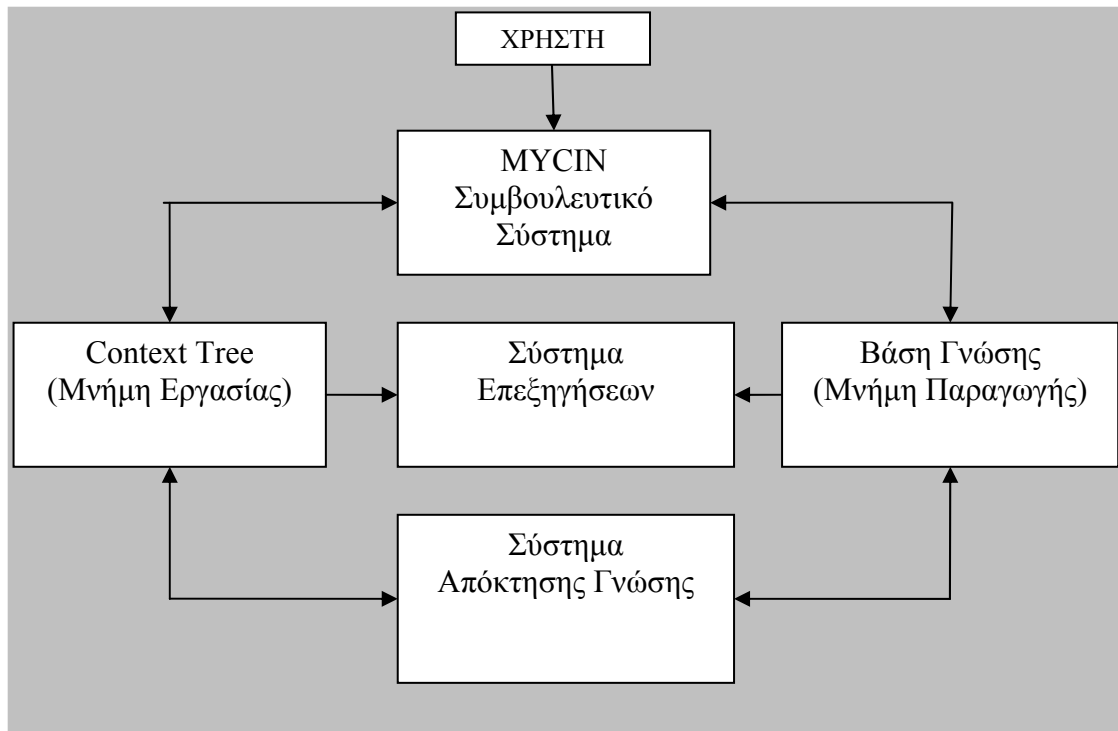 ΧΡΗΣΤΗ
MYCIN
Συμβουλευτικό
Σύστημα
Context Tree
(Μνήμη Εργασίας)
Σύστημα
Επεξηγήσεων
Βάση Γνώσης
(Μνήμη Παραγωγής)
Σύστημα
Απόκτησης Γνώσης